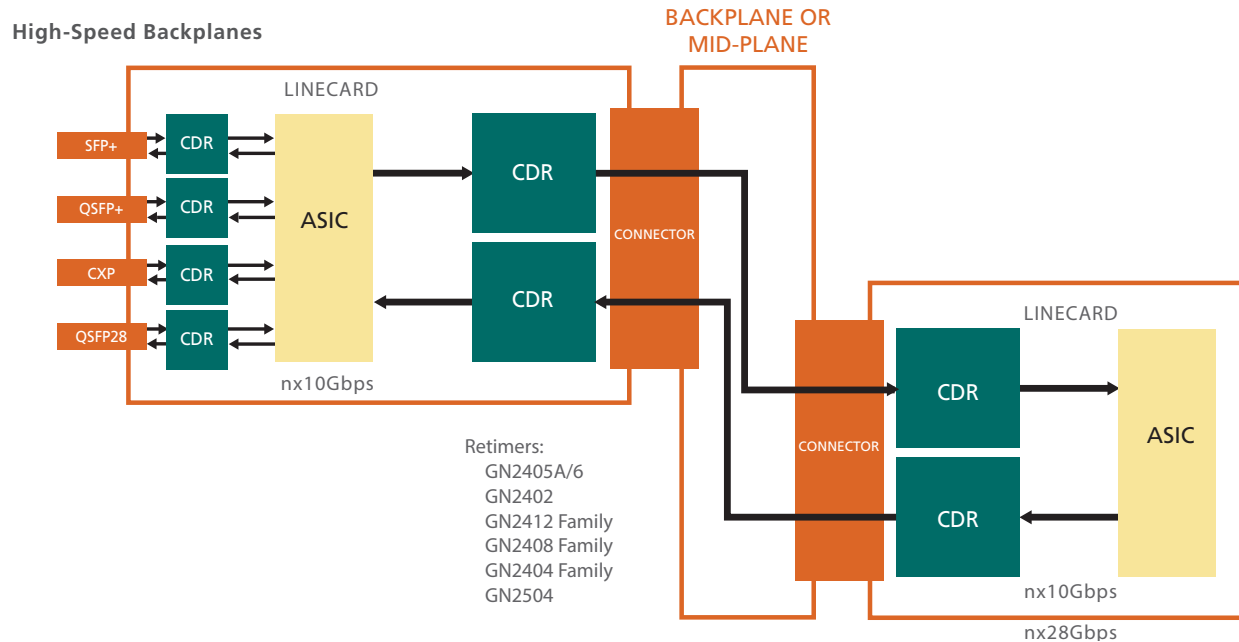 High-Speed Backplanes
BACKPLANE OR
MID-PLANE
LINECARD
SFP+
CDR
QSFP+
CDR
CXP
CDR
QSFP28
CDR
ASIC
nx10Gbps
CDR
CDR
CONNECTOR
Retimers:
GN2405A/6
GN2402
GN2412 Family
GN2408 Family
GN2404 Family
GN2504
CONNECTOR
LINECARD
CDR
CDR
ASIC
nx10Gbps
nx28Gbps